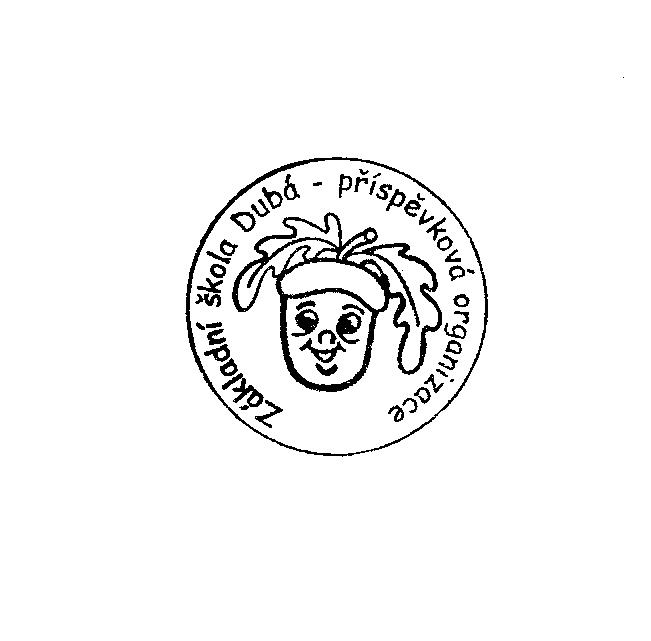 Základní škola Dubá - příspěvková organizace